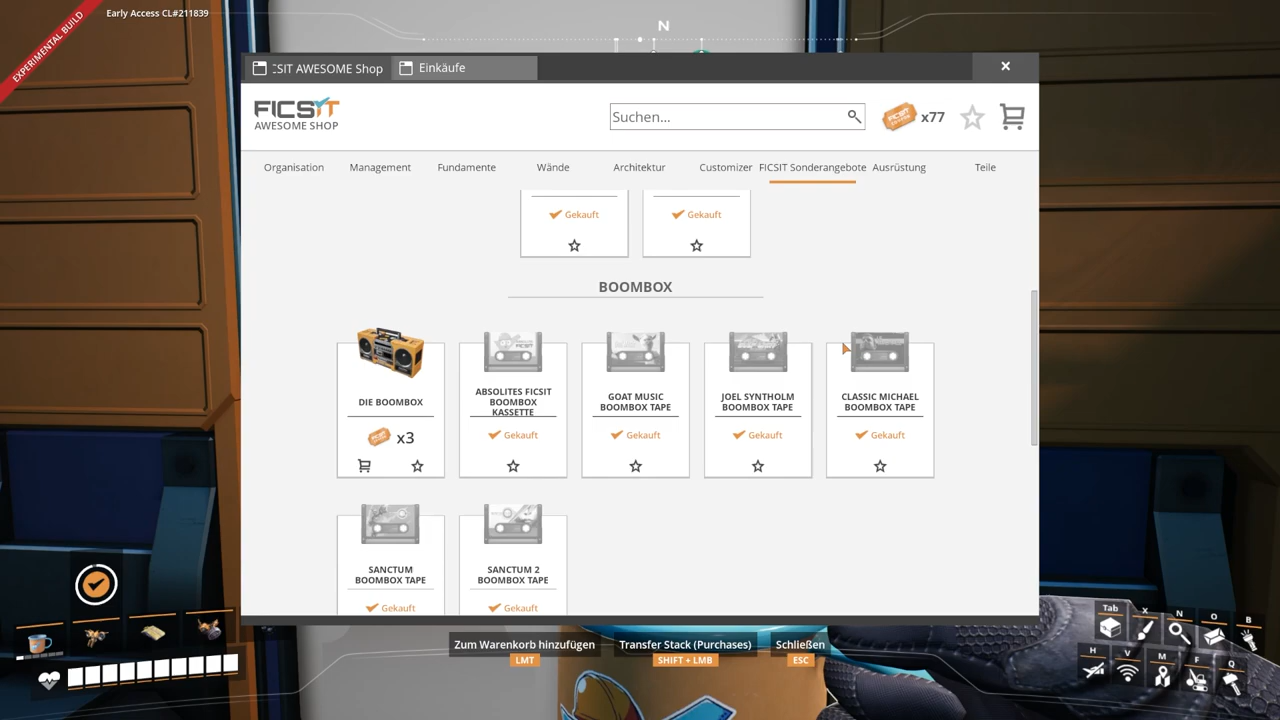 Early Access CL#211839
EXPERIMENTAL BUILD
N
CSIT AWESOME Shop
Einkäufe
FICSIT
AWESOME SHOP
Suchen...
x77
Organisation
Management
Fundamente
Wände
Architektur
Customizer
FICSIT Sonderangebote
Ausrüstung
Teile
Gekauft
Gekauft
BOOMBOX
DIE BOOMBOX
x3
ABSOLITES FICSIT
BOOMBOX
KASSETTE
Gekauft
GOAT MUSIC
BOOMBOX TAPE
Gekauft
JOEL SYNTHOLM
BOOMBOX TAPE
Gekauft
CLASSIC MICHAEL
BOOMBOX TAPE
Gekauft
SANCTUM
BOOMBOX TAPE
Gekauft
SANCTUM 2
BOOMBOX TAPE
Gekauft
Zum Warenkorb hinzufügen
LMT
Transfer Stack (Purchases)
SHIFT + LMB
Schließen
ESC
Tab
X
N
O
B
H
V
M
F
Q